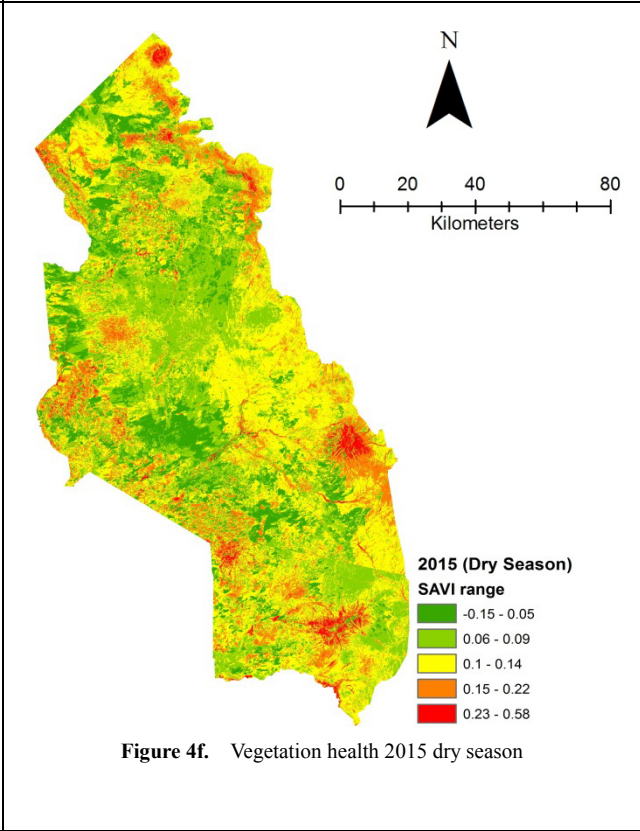 N
0 20 40 80
Kilometers
2015 (Dry Season)
SAVI range
-0.15 - 0.05
0.06 - 0.09
0.1 - 0.14
0.15 - 0.22
0.23 - 0.58
Figure 4f. Vegetation health 2015 dry season